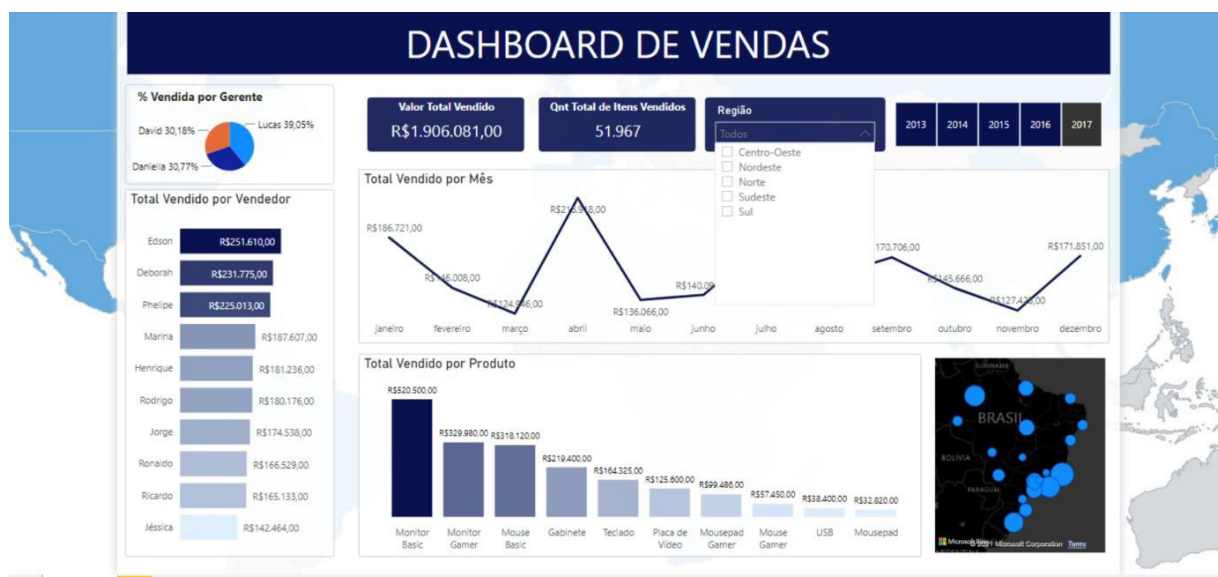 DASHBOARD DE VENDAS
% Vendida por Gerente
David 30,18%
Lucas 39,05%
Daniella 30,77%
Valor Total Vendido
R$1.906.081,00
Qnt Total de Itens Vendidos
51.967
Região
Todos
Centro-Oeste
Nordeste
Norte
Sudeste
Sul
2013 2014 2015 2016 2017
Total Vendido por Vendedor
Edson R$251.610,00
Deborah R$231.775,00
Phelipe R$225.013,00
Marina R$187.607,00
Henrique R$181.236,00
Rodrigo R$180.176,00
Jorge R$174.538,00
Ronaldo R$166.529,00
Ricardo R$165.133,00
Jéssica R$142.464,00
Total Vendido por Mês
R$186.721,00
R$136.066,00
170.706,00
R$145.666,00
R$171.851,00
janeiro fevereiro março abril maio junho julho agosto setembro outubro novembro dezembro
Total Vendido por Produto
R$520.500,00 R$329.980,00 R$318.120,00 R$219.400,00 R$164.325,00 R$125.600,00 R$99.486,00 R$57.450,00 R$38.400,00 R$32.820,00
Monitor Monitor Mouse Gabinete Teclado Placa de Mousepad Mouse USB Mousepad
Basic Gamer Basic Vídeo Gamer Gamer
SURINAME
BRASIL
BOLÍVIA
PARAGUAI
© 2021 Microsoft Corporation Terms